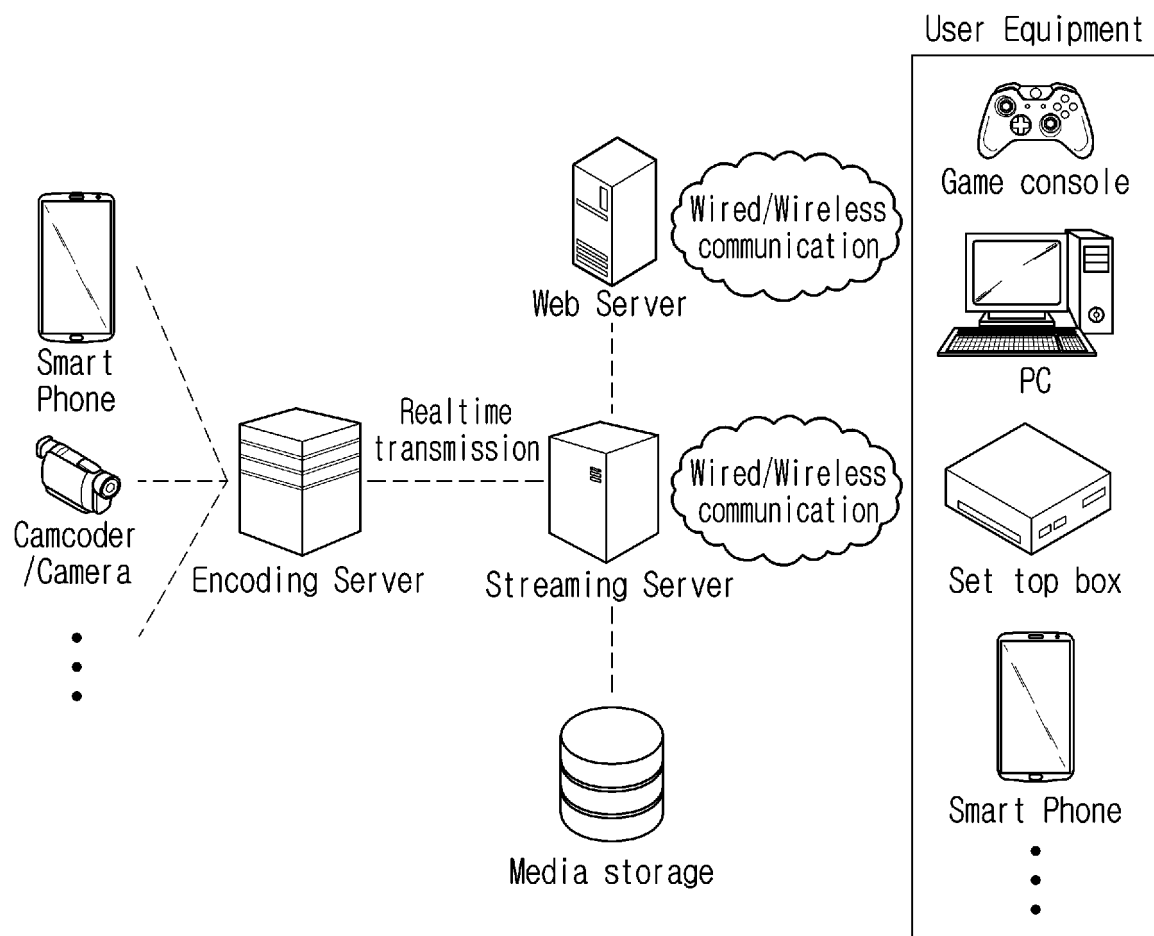 User Equipment
Game console
PC
Set top box
Smart Phone
Wired/Wireless
communication
Web Server
Smart
Phone
Realtime
transmission
Wired/Wireless
communication
Camcoder
/Camera
Encoding Server
Streaming Server
Media storage